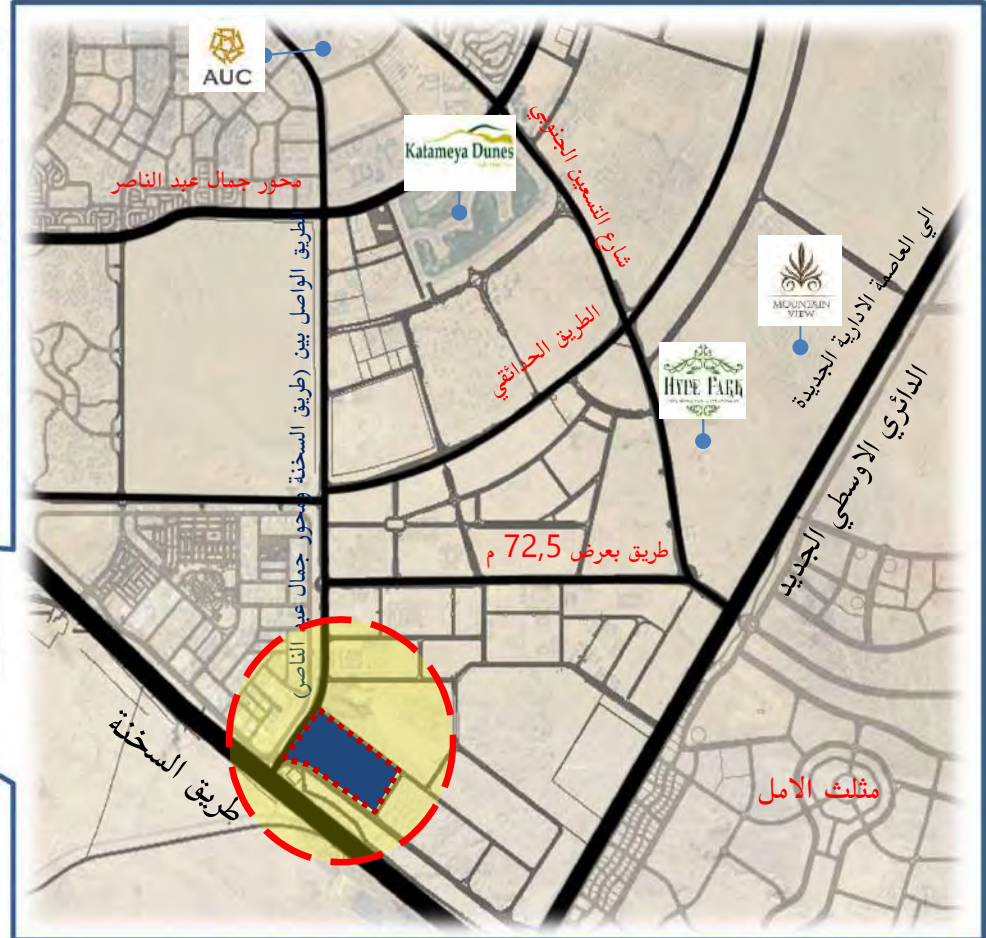 AUC
Katameya Dunes
شارع التسعين الجنوبي
محور جمال عبد الناصر
الطريق الواصل بين (طريق السخنة ومحور جمال عبد الناصر)
الي العاصمة الادارية الجديدة
MOUNTAIN
VIEW
الطريق الحدائقي
HYPE PARK
الدائري الاوسطي الجديد
طريق بعرض 72,5 م
طريق السخنة
مثلث الامل